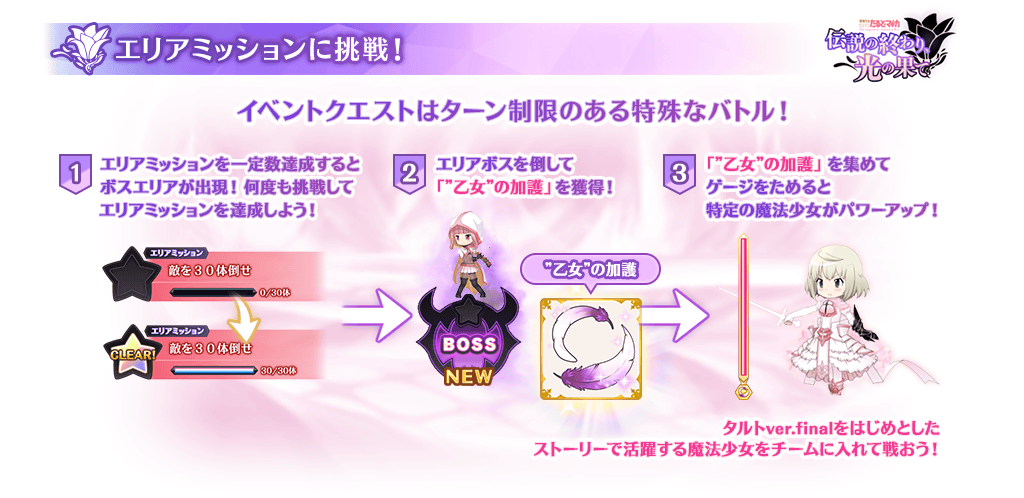 エリアミッションに挑戦！
たると☆マギカ
伝説の終わり、
光の果て
イベントクエストはターン制限のある特殊なバトル！
1
エリアミッションを一定数達成すると
ボスエリアが出現！何度も挑戦して
エリアミッションを達成しよう！
エリアミッション
敵を３０体倒せ
0/30体
エリアミッション
CLEAR!
敵を３０体倒せ
30/30体
2
エリアボスを倒して
「”乙女”の加護」を獲得！
BOSS
NEW
”乙女”の加護
3
「”乙女”の加護」を集めて
ゲージをためると
特定の魔法少女がパワーアップ！
タルトver.finalをはじめとした
ストーリーで活躍する魔法少女をチームに入れて戦おう！